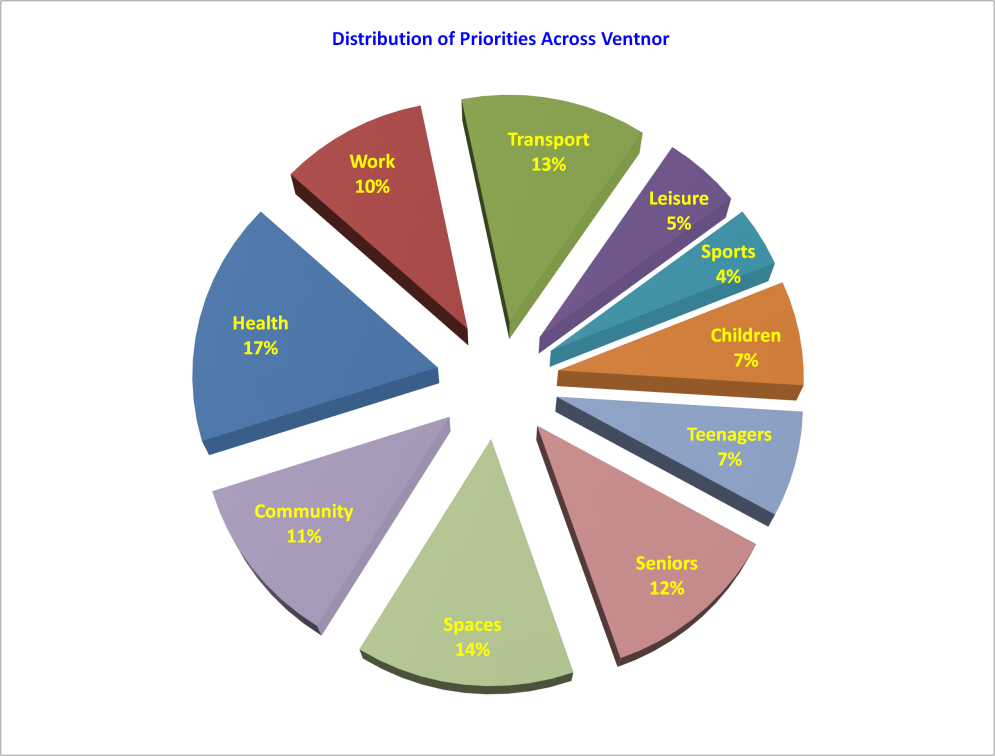 Distribution of Priorities Across Ventnor
Transport
13%
Work
10%
Leisure
5%
Sports
4%
Health
17%
Children
7%
Teenagers
7%
Community
11%
Seniors
12%
Spaces
14%